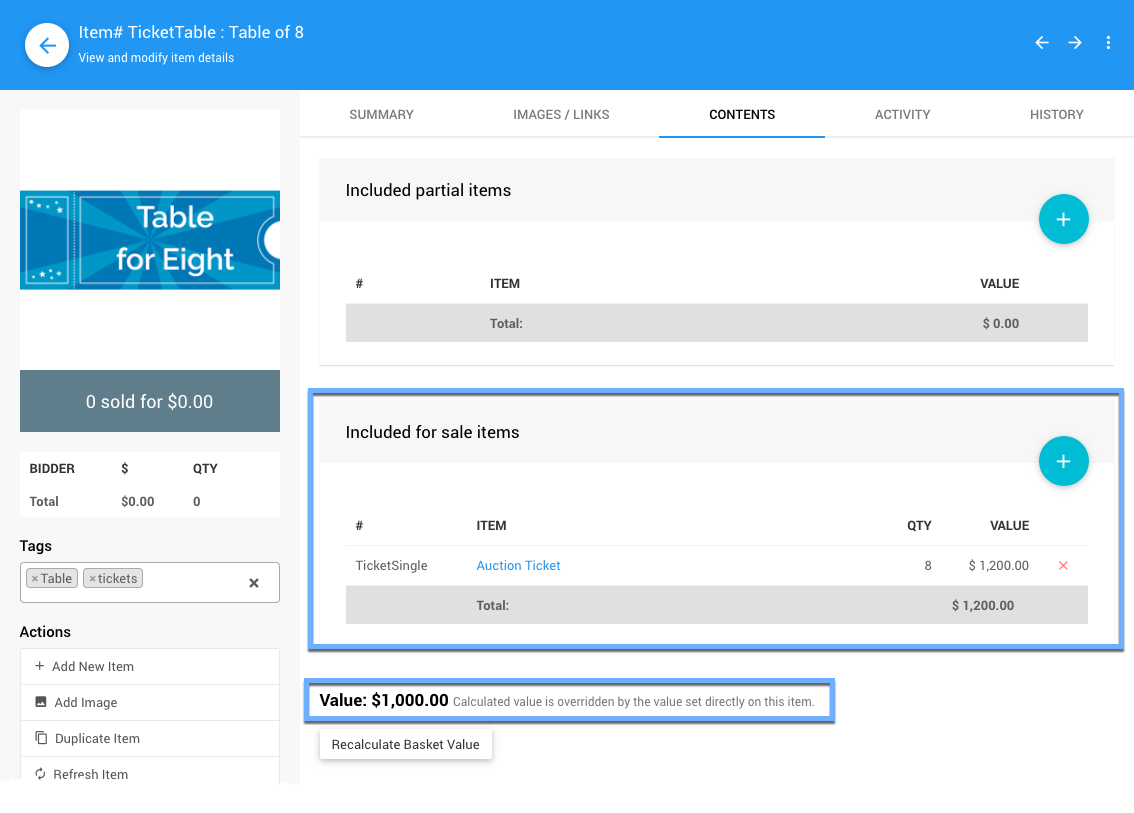 Item# TicketTable : Table of 8
View and modify item details
Table
for Eight
0 sold for $0.00
BIDDER $ QTY
Total $0.00 0
Tags
× Table × tickets ×
Actions
+ Add New Item
Add Image
Duplicate Item
Refresh Item
SUMMARY IMAGES / LINKS CONTENTS ACTIVITY HISTORY
Included partial items
+
# ITEM VALUE
Total: $ 0.00
Included for sale items
+
# ITEM QTY VALUE
TicketSingle Auction Ticket 8 $ 1,200.00 ×
Total: $ 1,200.00
Value: $1,000.00 Calculated value is overridden by the value set directly on this item.
Recalculate Basket Value